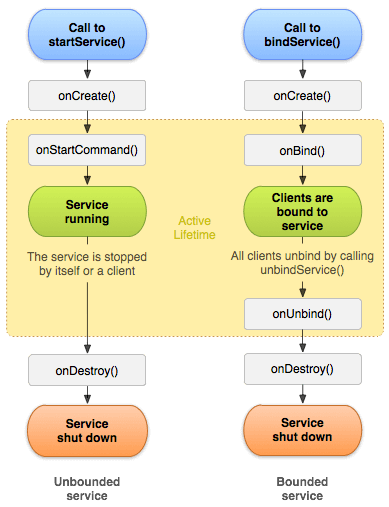 Call to
startService()
onCreate()
onStartCommand()
Service
running
The service is stopped
by itself or a client
onDestroy()
Service
shut down
Unbounded
service
Active
Lifetime
Call to
bindService()
onCreate()
onBind()
Clients are
bound to
service
All clients unbind by calling
unbindService()
onUnbind()
onDestroy()
Service
shut down
Bounded
service